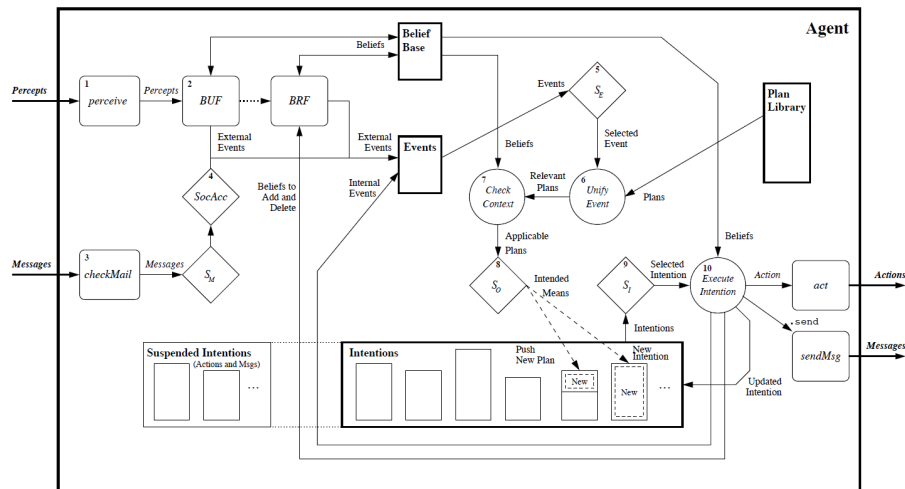 Agent
Belief
Base
Beliefs
5
Events
S_E
Plan
Library
Percepts
1
perceive
Percepts
2
BUF
BRF
External
Events
External
Events
Events
Selected
Event
Beliefs
4
SocAcc
Beliefs to
Add and
Delete
Internal
Events
7
Check
Context
Relevant
Plans
6
Unify
Event
Plans
Messages
3
checkMail
Messages
S_M
Applicable
Plans
Beliefs
8
S_O
Intended
Means
9
S_I
Selected
Intention
10
Execute
Intention
Action
act
Actions
.send
sendMsg
Messages
Intentions
Suspended Intentions
(Actions and Msgs)
...
Intentions
Push
New Plan
New
Intention
New
New
...
Updated
Intention